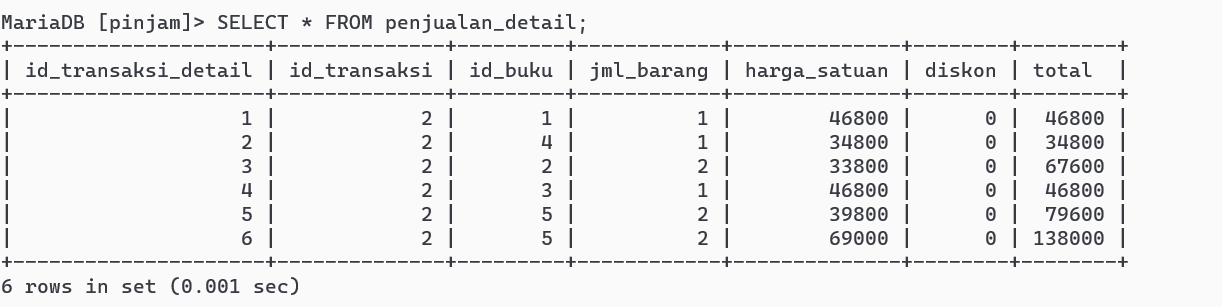 MariaDB [pinjam]> SELECT * FROM penjualan_detail;
+---------------------+--------------+---------+------------+--------------+--------+--------+
| id_transaksi_detail | id_transaksi | id_buku | jml_barang | harga_satuan | diskon | total  |
+---------------------+--------------+---------+------------+--------------+--------+--------+
|                   1 |            2 |       1 |          1 |        46800 |      0 |  46800 |
|                   2 |            2 |       4 |          1 |        34800 |      0 |  34800 |
|                   3 |            2 |       2 |          2 |        33800 |      0 |  67600 |
|                   4 |            2 |       3 |          1 |        46800 |      0 |  46800 |
|                   5 |            2 |       5 |          2 |        39800 |      0 |  79600 |
|                   6 |            2 |       5 |          2 |        69000 |      0 | 138000 |
+---------------------+--------------+---------+------------+--------------+--------+--------+
6 rows in set (0.001 sec)